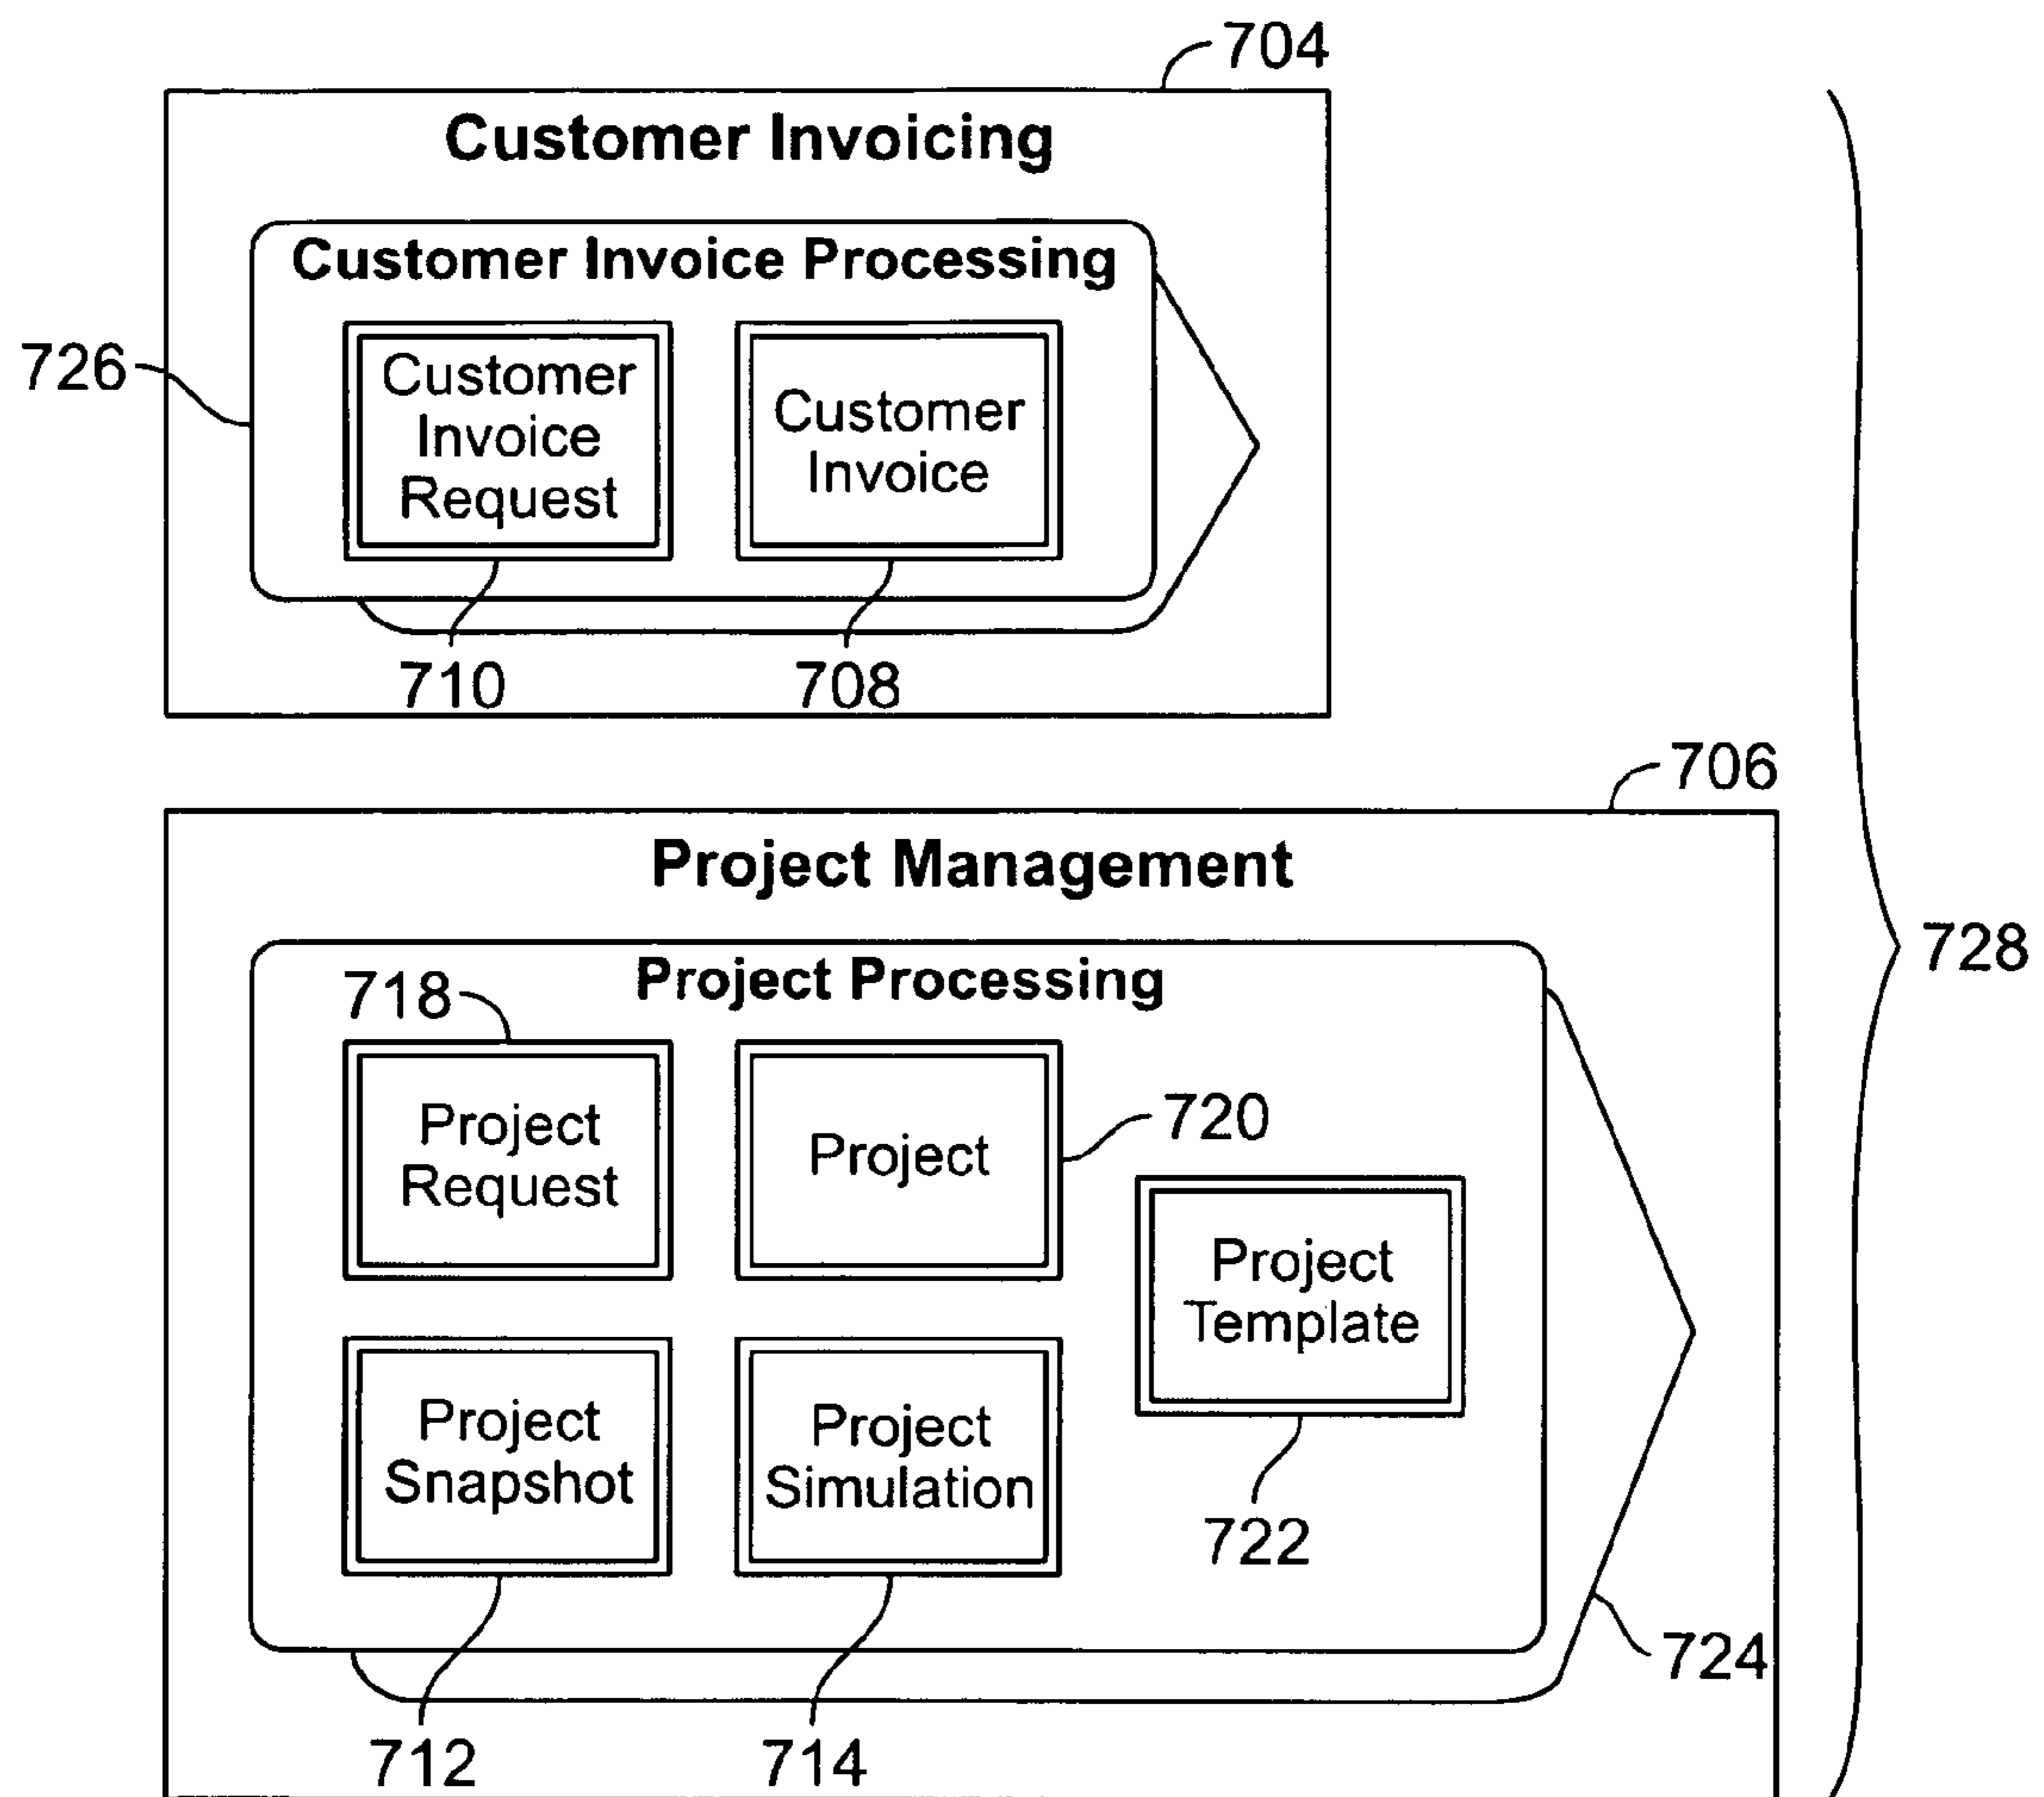 704
Customer Invoicing
Customer Invoice Processing
726
Customer
Invoice
Request
Customer
Invoice
710
708
706
Project Management
728
Project Processing
718
Project
Request
Project
720
Project
Template
Project
Snapshot
Project
Simulation
722
724
712
714